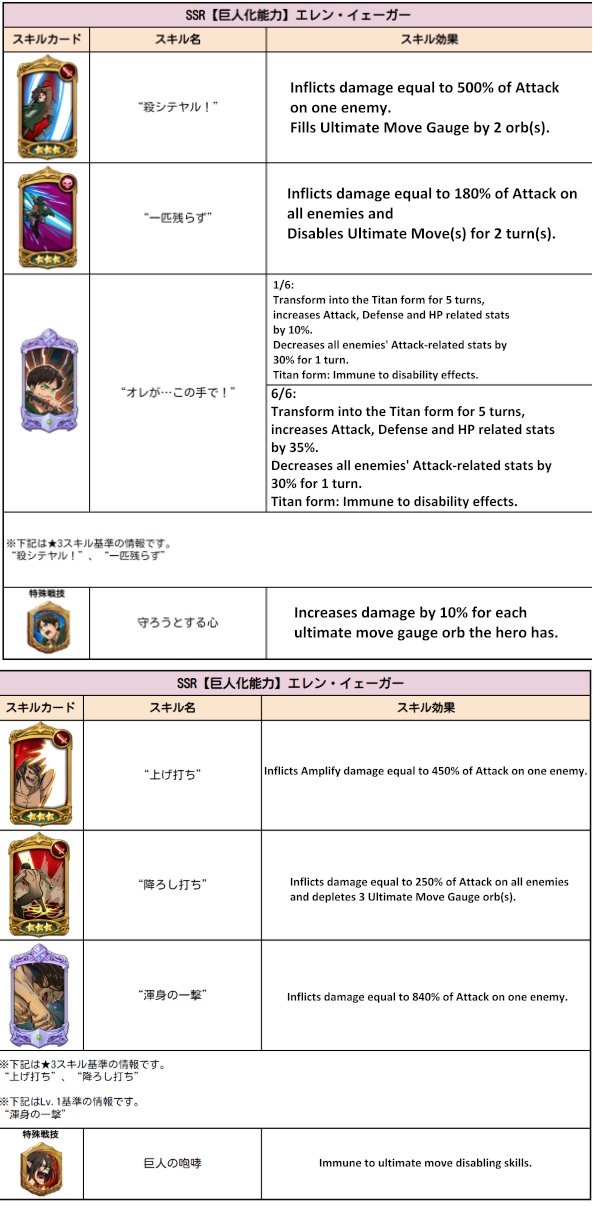 SSR【巨人化能力】エレン・イェーガー
スキルカード スキル名 スキル効果
“殺シテヤル！”
Inflicts damage equal to 500% of Attack
on one enemy.
Fills Ultimate Move Gauge by 2 orb(s).
“一匹残らず”
Inflicts damage equal to 180% of Attack on
all enemies and
Disables Ultimate Move(s) for 2 turn(s).
“オレが…この手で！”
1/6:
Transform into the Titan form for 5 turns,
increases Attack, Defense and HP related stats
by 10%.
Decreases all enemies' Attack-related stats by
30% for 1 turn.
Titan form: Immune to disability effects.
6/6:
Transform into the Titan form for 5 turns,
increases Attack, Defense and HP related stats
by 35%.
Decreases all enemies' Attack-related stats by
30% for 1 turn.
Titan form: Immune to disability effects.
※下記は★3スキル基準の情報です。
“殺シテヤル！”、“一匹残らず”
特殊戦技
守ろうとする心
Increases damage by 10% for each
ultimate move gauge orb the hero has.
SSR【巨人化能力】エレン・イェーガー
スキルカード スキル名 スキル効果
“上げ打ち”
Inflicts Amplify damage equal to 450% of Attack on one enemy.
“降ろし打ち”
Inflicts damage equal to 250% of Attack on all enemies
and depletes 3 Ultimate Move Gauge orb(s).
“渾身の一撃”
Inflicts damage equal to 840% of Attack on one enemy.
※下記は★3スキル基準の情報です。
“上げ打ち”、“降ろし打ち”
※下記はLv. 1基準の情報です。
“渾身の一撃”
特殊戦技
巨人の咆哮
Immune to ultimate move disabling skills.